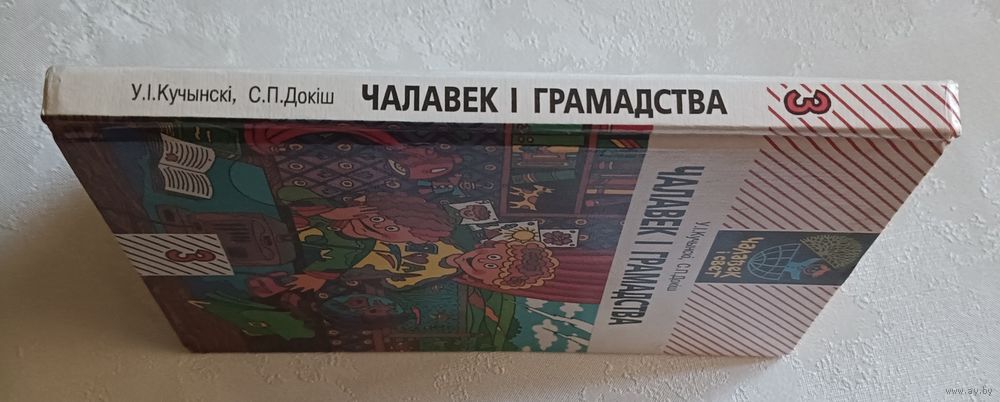 У.І.Кучынскі, С.П.Докіш ЧАЛАВЕК І ГРАМАДСТВА 3
У.І.Кучынскі, С.П.Докіш
ЧАЛАВЕК І ГРАМАДСТВА
чалавек
свет
3
www.ay.by